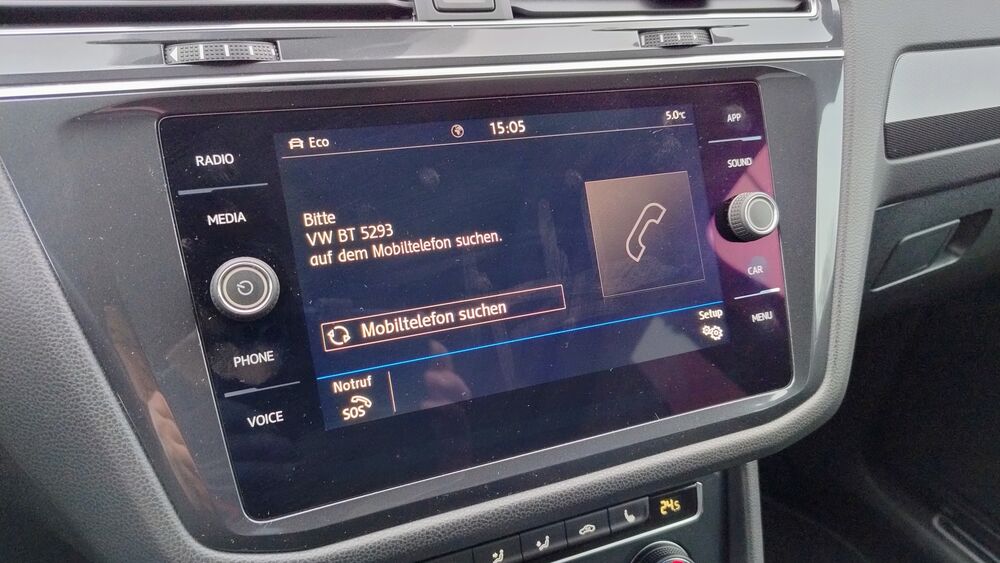 Eco
15:05
5.0°C
APP
RADIO
SOUND
MEDIA
Bitte
VW BT 5293
auf dem Mobiltelefon suchen.
CAR
Mobiltelefon suchen
Setup
MENU
PHONE
Notruf
SOS
VOICE
24.5